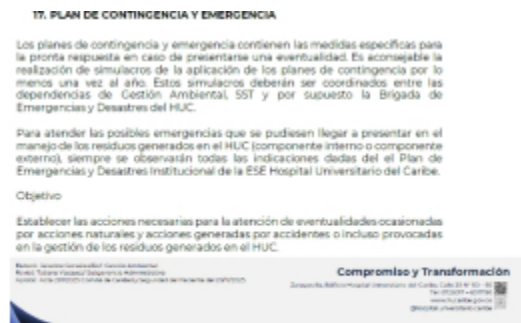 17. PLAN DE CONTINGENCIA Y EMERGENCIA
Los planes de contingencia y emergencia contienen las medidas específicas para
la pronta respuesta en caso de presentarse una eventualidad. Es aconsejable la
realización de simulacros de la aplicación de los planes de contingencia por lo
menos una vez al año. Estos simulacros deberán ser coordinados entre las
dependencias de Gestión Ambiental, SST y por supuesto la Brigada de
Emergencias y Desastres del HUC.
Para atender las posibles emergencias que se pudiesen llegar a presentar en el
manejo de los residuos generados en el HUC (componente interno o componente
externo), siempre se observarán todas las indicaciones dadas del el Plan de
Emergencias y Desastres Institucional de la ESE Hospital Universitario del Caribe.
Objetivo
Establecer las acciones necesarias para la atención de eventualidades ocasionadas
por acciones naturales y acciones generadas por accidentes o incluso provocadas
en la gestión de los residuos generados en el HUC.
Compromiso y Transformación